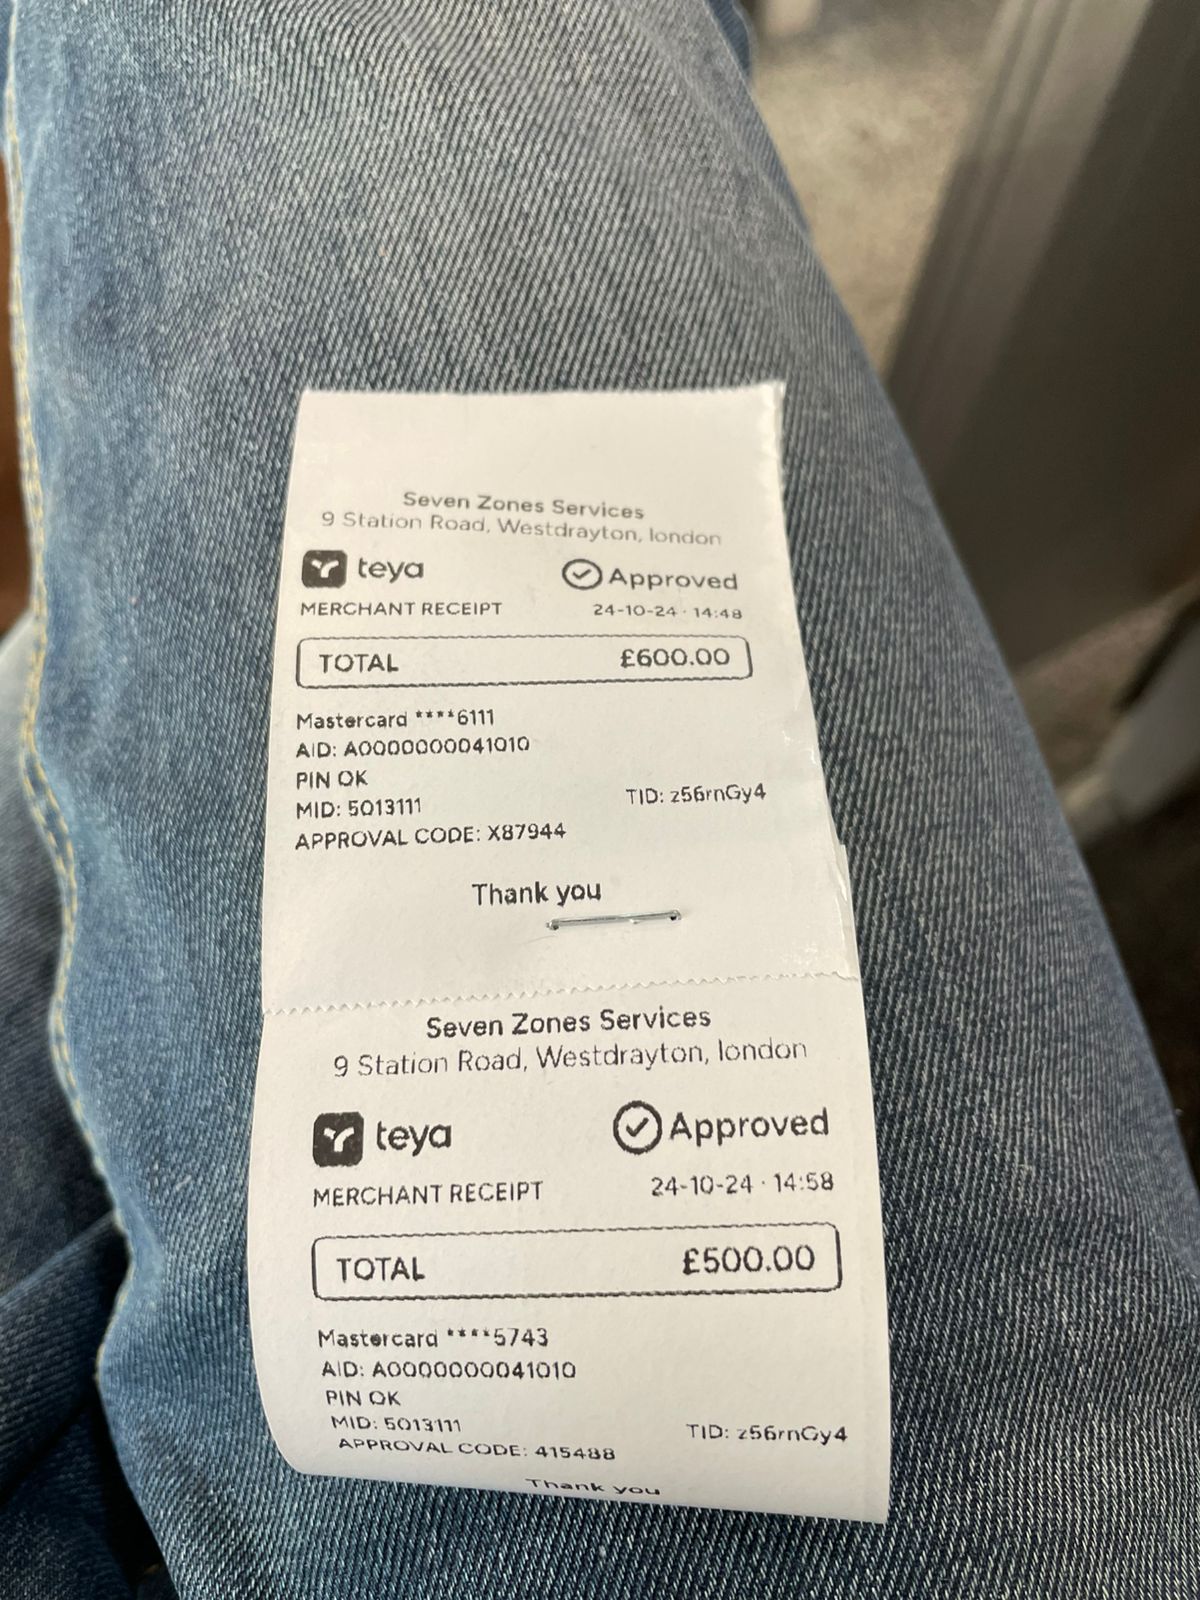 Seven Zones Services
9 Station Road, Westdrayton, london
teya Approved
MERCHANT RECEIPT 24-10-24 · 14:48
TOTAL £600.00
Mastercard ****6111
AID: A0000000041010
PIN OK
MID: 5013111 TID: z56rnGy4
APPROVAL CODE: X87944
Thank you
Seven Zones Services
9 Station Road, Westdrayton, london
teya Approved
MERCHANT RECEIPT 24-10-24 · 14:58
TOTAL £500.00
Mastercard ****5743
AID: A0000000041010
PIN OK
MID: 5013111 TID: z56rnGy4
APPROVAL CODE: 415488
Thank you